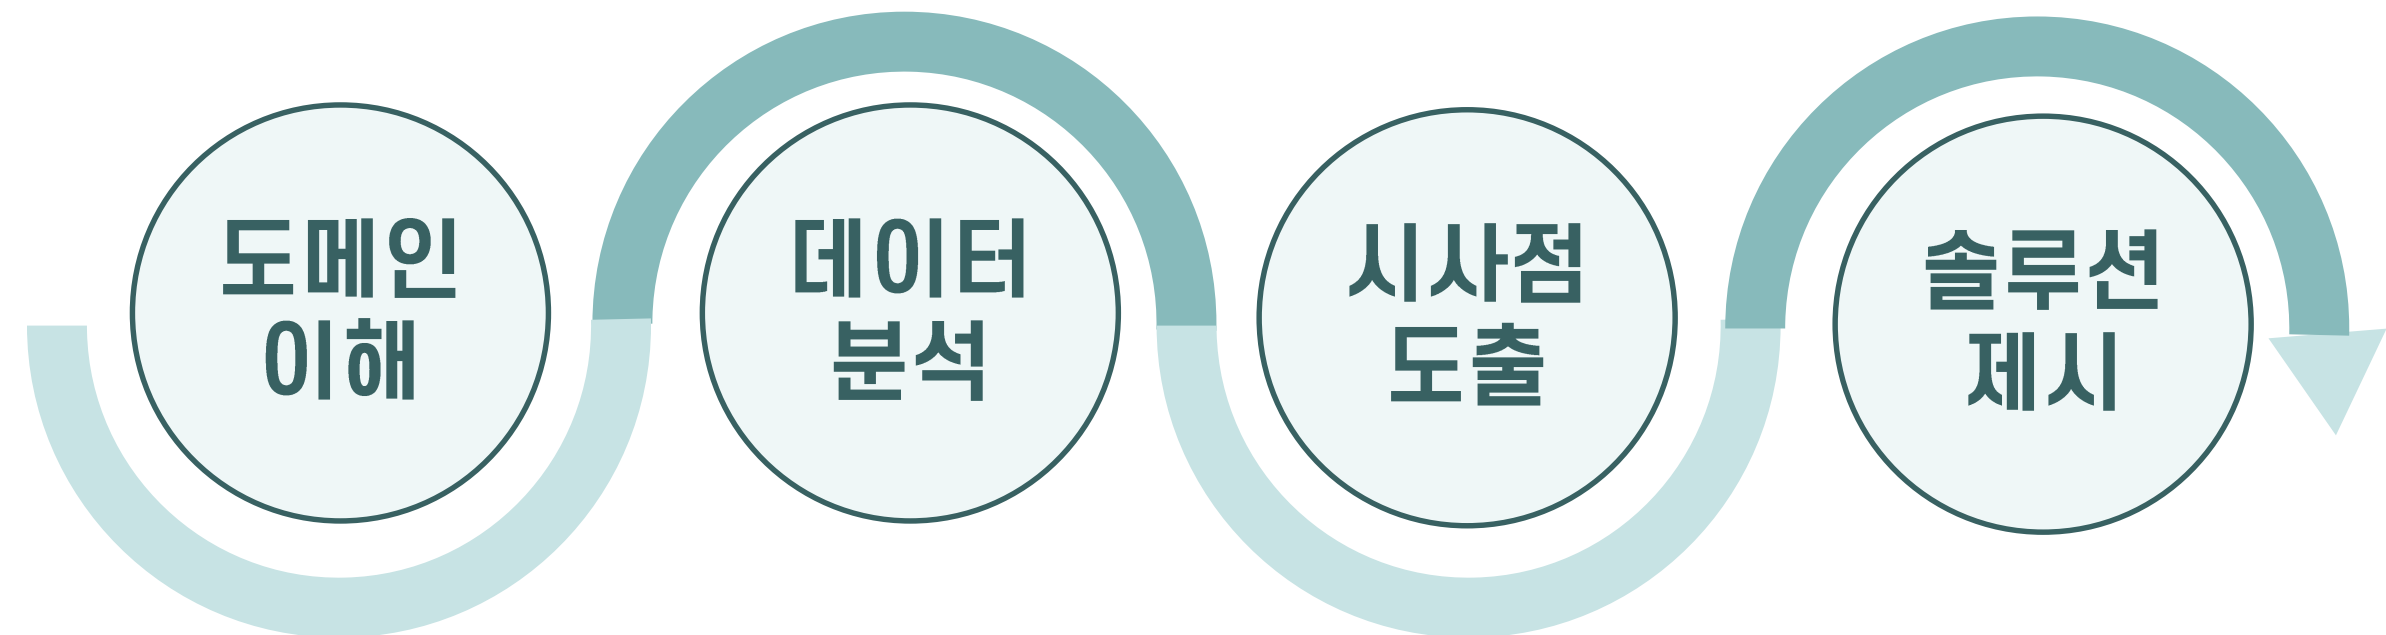 도메인
이해
데이터
분석
시사점
도출
솔루션
제시